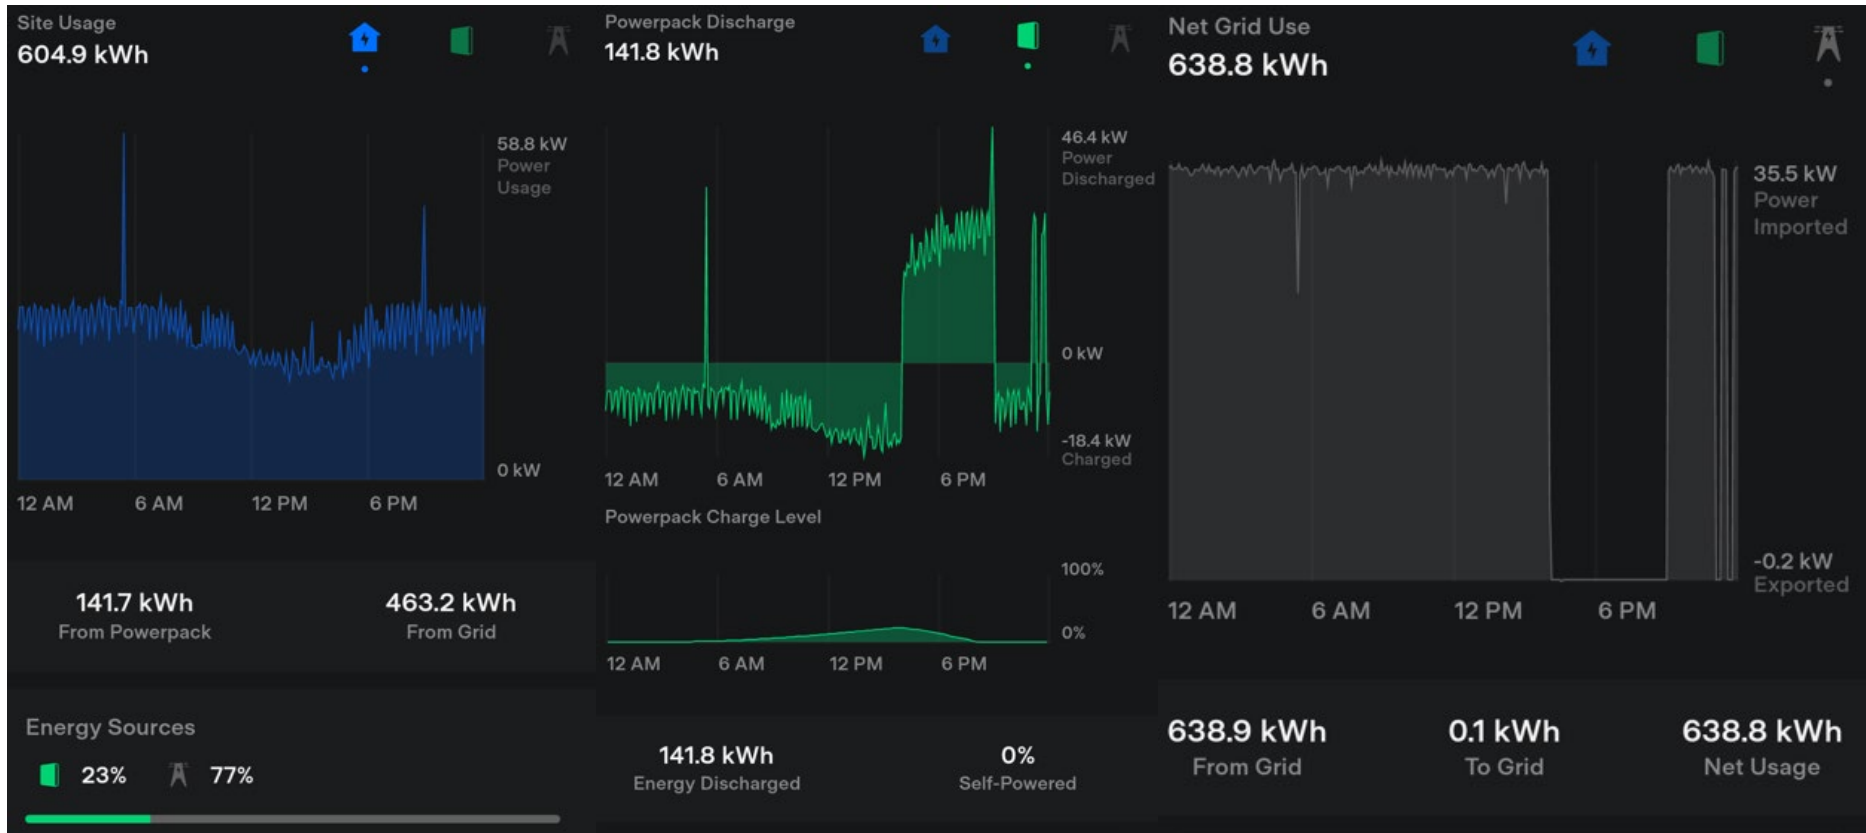 Site Usage
604.9 kWh
58.8 kW
Power
Usage
0 kW
12 AM 6 AM 12 PM 6 PM
141.7 kWh 463.2 kWh
From Powerpack From Grid
Energy Sources
23% 77%
Powerpack Discharge
141.8 kWh
46.4 kW
Power
Discharged
0 kW
-18.4 kW
Charged
12 AM 6 AM 12 PM 6 PM
Powerpack Charge Level
100%
0%
12 AM 6 AM 12 PM 6 PM
141.8 kWh 0%
Energy Discharged Self-Powered
Net Grid Use
638.8 kWh
35.5 kW
Power
Imported
-0.2 kW
Exported
12 AM 6 AM 12 PM 6 PM
638.9 kWh 0.1 kWh 638.8 kWh
From Grid To Grid Net Usage